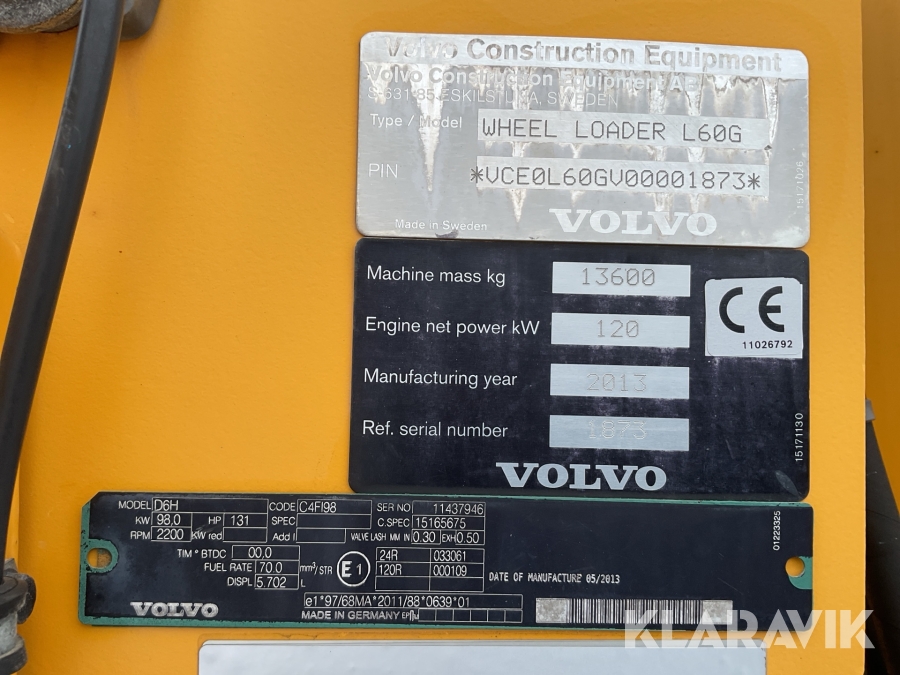 Volvo Construction Equipment
Volvo Construction Equipment AB
S-631 85 ESKILSTUNA, SWEDEN
Type / Model WHEEL LOADER L60G
PIN *VCE0L60GV00001873*
Made in Sweden VOLVO
15171026
Machine mass kg 13600
Engine net power kW 120
Manufacturing year 2013
Ref. serial number 1873
VOLVO
CE
11026792
15171130
MODEL D6H CODE C4FI98 SER NO 11437946
KW 98.0 HP 131 SPEC C.SPEC 15165675
RPM 2200 KW red Add I VALVE LASH MM IN 0.30 EXH 0.50
TIM ° BTDC 00,0 E1 24R 033061
FUEL RATE 70.0 mm³/STR 120R 000109
DISPL 5.702 L
DATE OF MANUFACTURE 05/2013
e1*97/68MA*2011/88*0639*01
VOLVO MADE IN GERMANY
01223325
KLARAVIK